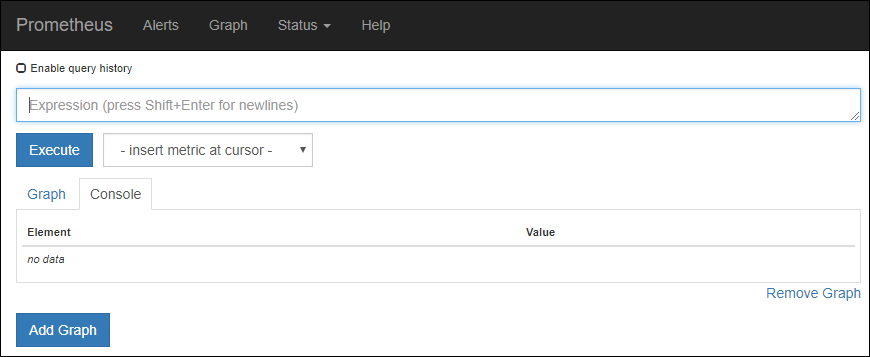 Prometheus Alerts Graph Status Help
Enable query history
Expression (press Shift+Enter for newlines)
Execute - insert metric at cursor -
Graph Console
Element Value
no data
Remove Graph
Add Graph